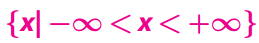 {x| −∞ < x < +∞}